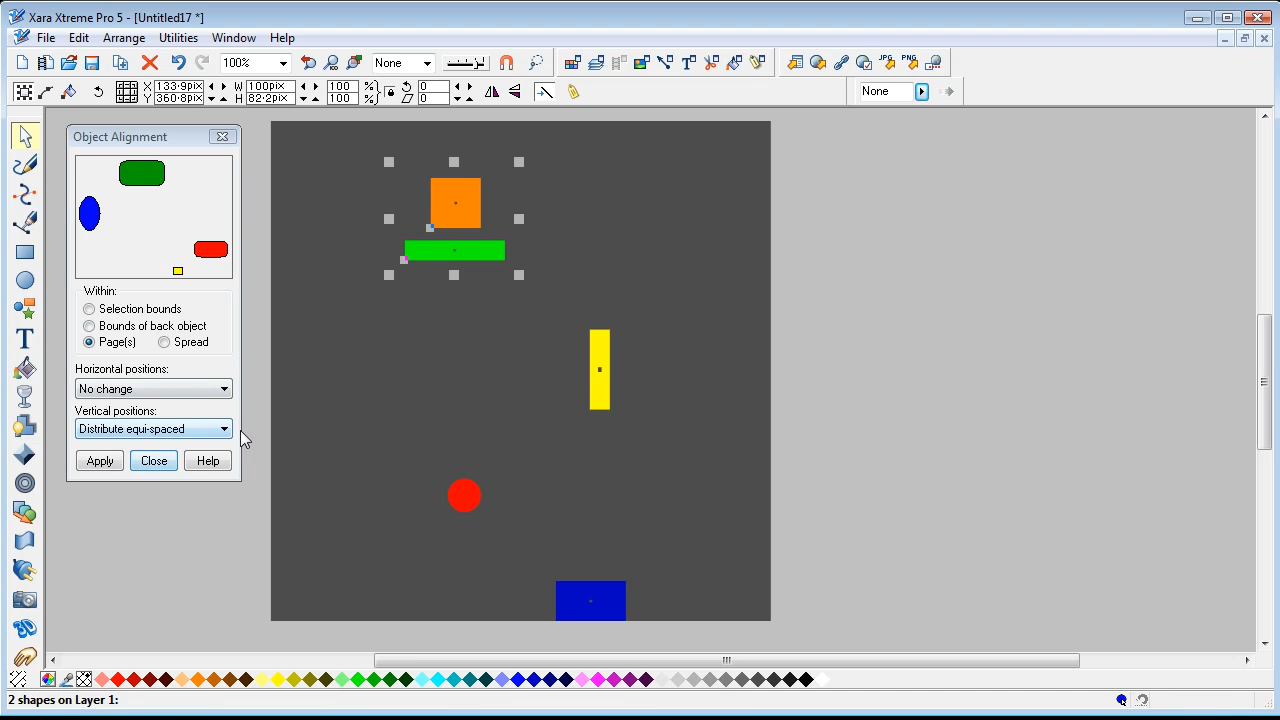 Xara Xtreme Pro 5 - [Untitled17 *]
File Edit Arrange Utilities Window Help
100% None
X 133.9pix W 100pix 100 % 0
Y 360.8pix H 82.2pix 100 % 0
None
Object Alignment
Within:
Selection bounds
Bounds of back object
Page(s) Spread
Horizontal positions:
No change
Vertical positions:
Distribute equi-spaced
Apply Close Help
2 shapes on Layer 1: